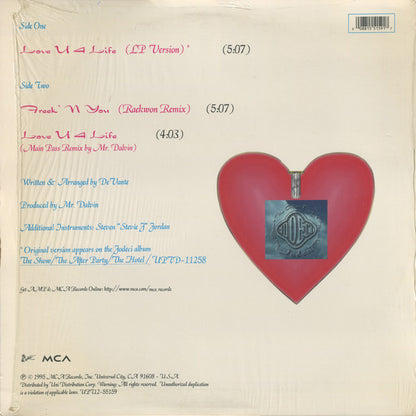 Side One
Love U 4 Life (LP Version)* (5:07)
Side Two
Freek' N You (Raekwon Remix) (5:07)
Love U 4 Life (4:03)
(Main Pass Remix by Mr. Dalvin)
Written & Arranged by DeVante
Produced by Mr. Dalvin
Additional Instruments: Steven "Stevie J" Jordan
* Original version appears on the Jodeci album
The Show/The After Party/The Hotel / UPTD-11258
Get AMP'd & MCA Records Online: http://www.mca.com/mca_records
MCA
℗ © 1995 MCA Records, Inc. Universal City, CA 91608 - U.S.A.
Distributed by Uni Distribution Corp. Warning: All rights reserved. Unauthorized duplication
is a violation of applicable laws. UPT12-55159